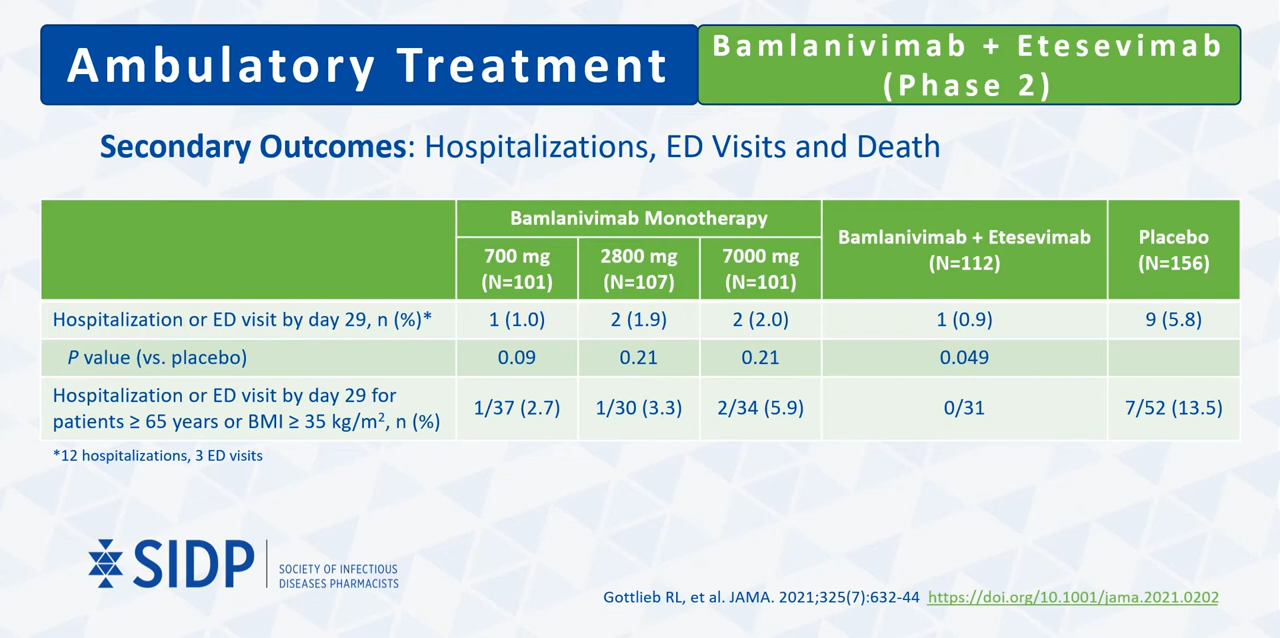 Ambulatory Treatment
Bamlanivimab + Etesevimab
(Phase 2)
Secondary Outcomes: Hospitalizations, ED Visits and Death
Bamlanivimab Monotherapy
Bamlanivimab + Etesevimab
(N=112)
Placebo
(N=156)
700 mg
(N=101)
2800 mg
(N=107)
7000 mg
(N=101)
Hospitalization or ED visit by day 29, n (%)* 1 (1.0) 2 (1.9) 2 (2.0) 1 (0.9) 9 (5.8)
P value (vs. placebo) 0.09 0.21 0.21 0.049
Hospitalization or ED visit by day 29 for
patients ≥ 65 years or BMI ≥ 35 kg/m², n (%) 1/37 (2.7) 1/30 (3.3) 2/34 (5.9) 0/31 7/52 (13.5)
*12 hospitalizations, 3 ED visits
SIDP
SOCIETY OF INFECTIOUS
DISEASES PHARMACISTS
Gottlieb RL, et al. JAMA. 2021;325(7):632-44 https://doi.org/10.1001/jama.2021.0202